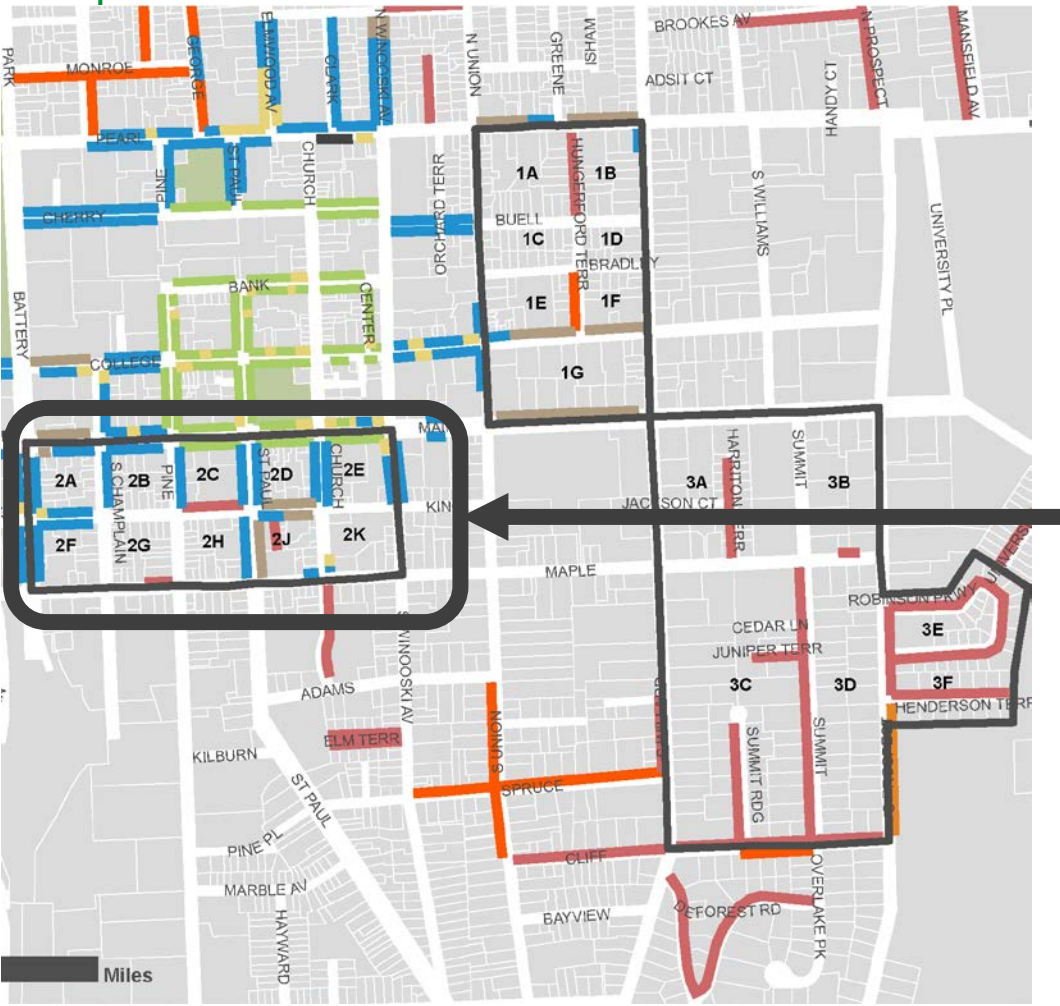 BROOKES AV
PARK
MONROE
GEORGE
ELMWOOD AV
CLARK
N WINOOSKI AV
N UNION
GREENE
ISHAM
ADSIT CT
HANDY CT
N PROSPECT
MANSFIELD AV
PEARL
PINE
ST PAUL
CHURCH
ORCHARD TERR
1A
HUNGERFORD TERR
1B
S WILLIAMS
UNIVERSITY PL
CHERRY
BUELL
1C
1D
BRADLEY
BATTERY
BANK
CENTER
1E
1F
COLLEGE
1G
MAI
2A
S CHAMPLAIN
2B
PINE
2C
ST PAUL
2D
CHURCH
2E
KIN
2F
2G
2H
2J
2K
3A
HARRITON TERR
SUMMIT
3B
JACKSON CT
MAPLE
ROBINSON PKWY
UNIVERS
3E
CEDAR LN
JUNIPER TERR
3C
3D
3F
HENDERSON TERR
ADAMS
S WINOOSKI AV
ELM TERR
KILBURN
ST PAUL
S UNION
SPRUCE
SUMMIT RDG
SUMMIT
PINE PL
MARBLE AV
HAYWARD
CLIFF
BAYVIEW
DEFOREST RD
OVERLAKE PK
Miles